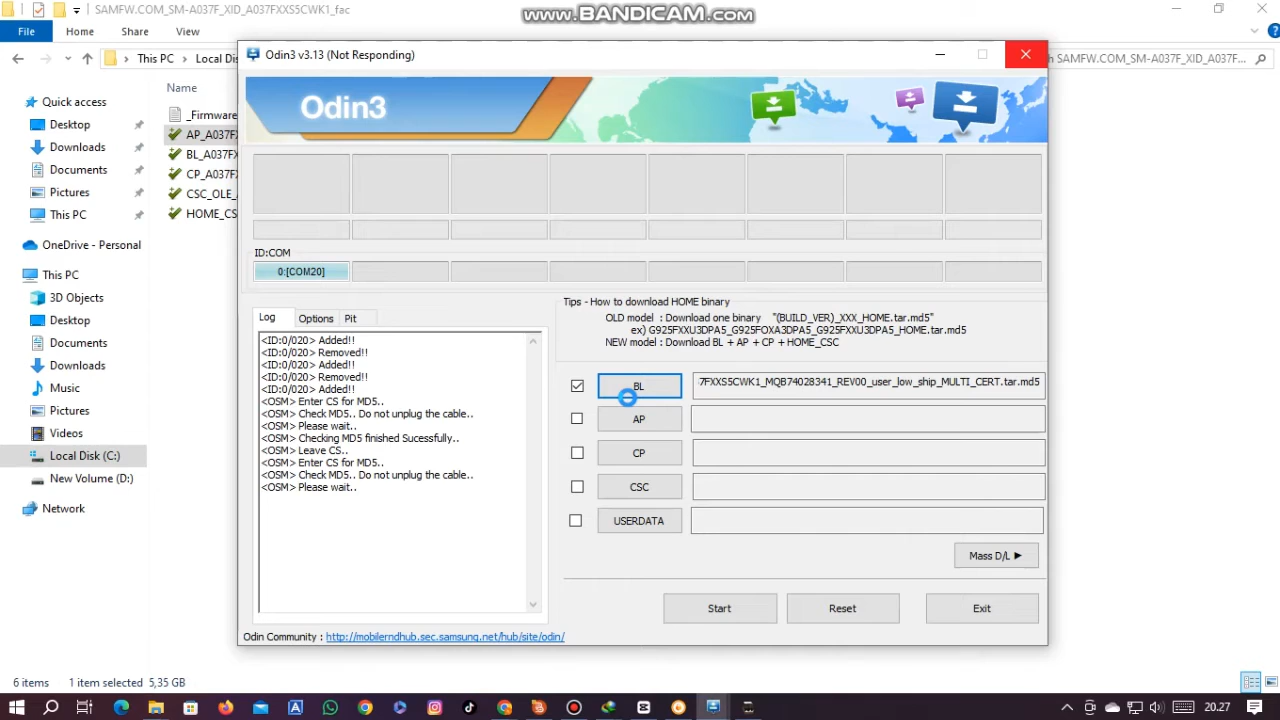 SAMFW.COM_SM-A037F_XID_A037FXXS5CWK1_fac
www.BANDICAM.com
File
Home
Share
View
Odin3 v3.13 (Not Responding)
This PC
Local Dis
SAMFW.COM_SM-A037F_XID_A037F...
Name
Quick access
Desktop
Downloads
Documents
Pictures
This PC
OneDrive - Personal
This PC
3D Objects
Desktop
Documents
Downloads
Music
Pictures
Videos
Local Disk (C:)
New Volume (D:)
Network
_Firmware
AP_A037FX
BL_A037FX
CP_A037FX
CSC_OLE_
HOME_CS
Odin3
ID:COM
0:[COM20]
Log
Options
Pit
<ID:0/020> Added!!
<ID:0/020> Removed!!
<ID:0/020> Added!!
<ID:0/020> Removed!!
<ID:0/020> Added!!
<OSM> Enter CS for MD5..
<OSM> Check MD5.. Do not unplug the cable..
<OSM> Please wait..
<OSM> Checking MD5 finished Sucessfully..
<OSM> Leave CS..
<OSM> Enter CS for MD5..
<OSM> Check MD5.. Do not unplug the cable..
<OSM> Please wait..
Tips - How to download HOME binary
OLD model : Download one binary "(BUILD_VER)_XXX_HOME.tar.md5"
ex) G925FXXU3DPA5_G925FOXA3DPA5_G925FXXU3DPA5_HOME.tar.md5
NEW model : Download BL + AP + CP + HOME_CSC
BL
7FXXS5CWK1_MQB74028341_REV00_user_low_ship_MULTI_CERT.tar.md5
AP
CP
CSC
USERDATA
Mass D/L ►
Start
Reset
Exit
Odin Community : http://mobilerndhub.sec.samsung.net/hub/site/odin/
6 items
1 item selected 5,35 GB
20.27